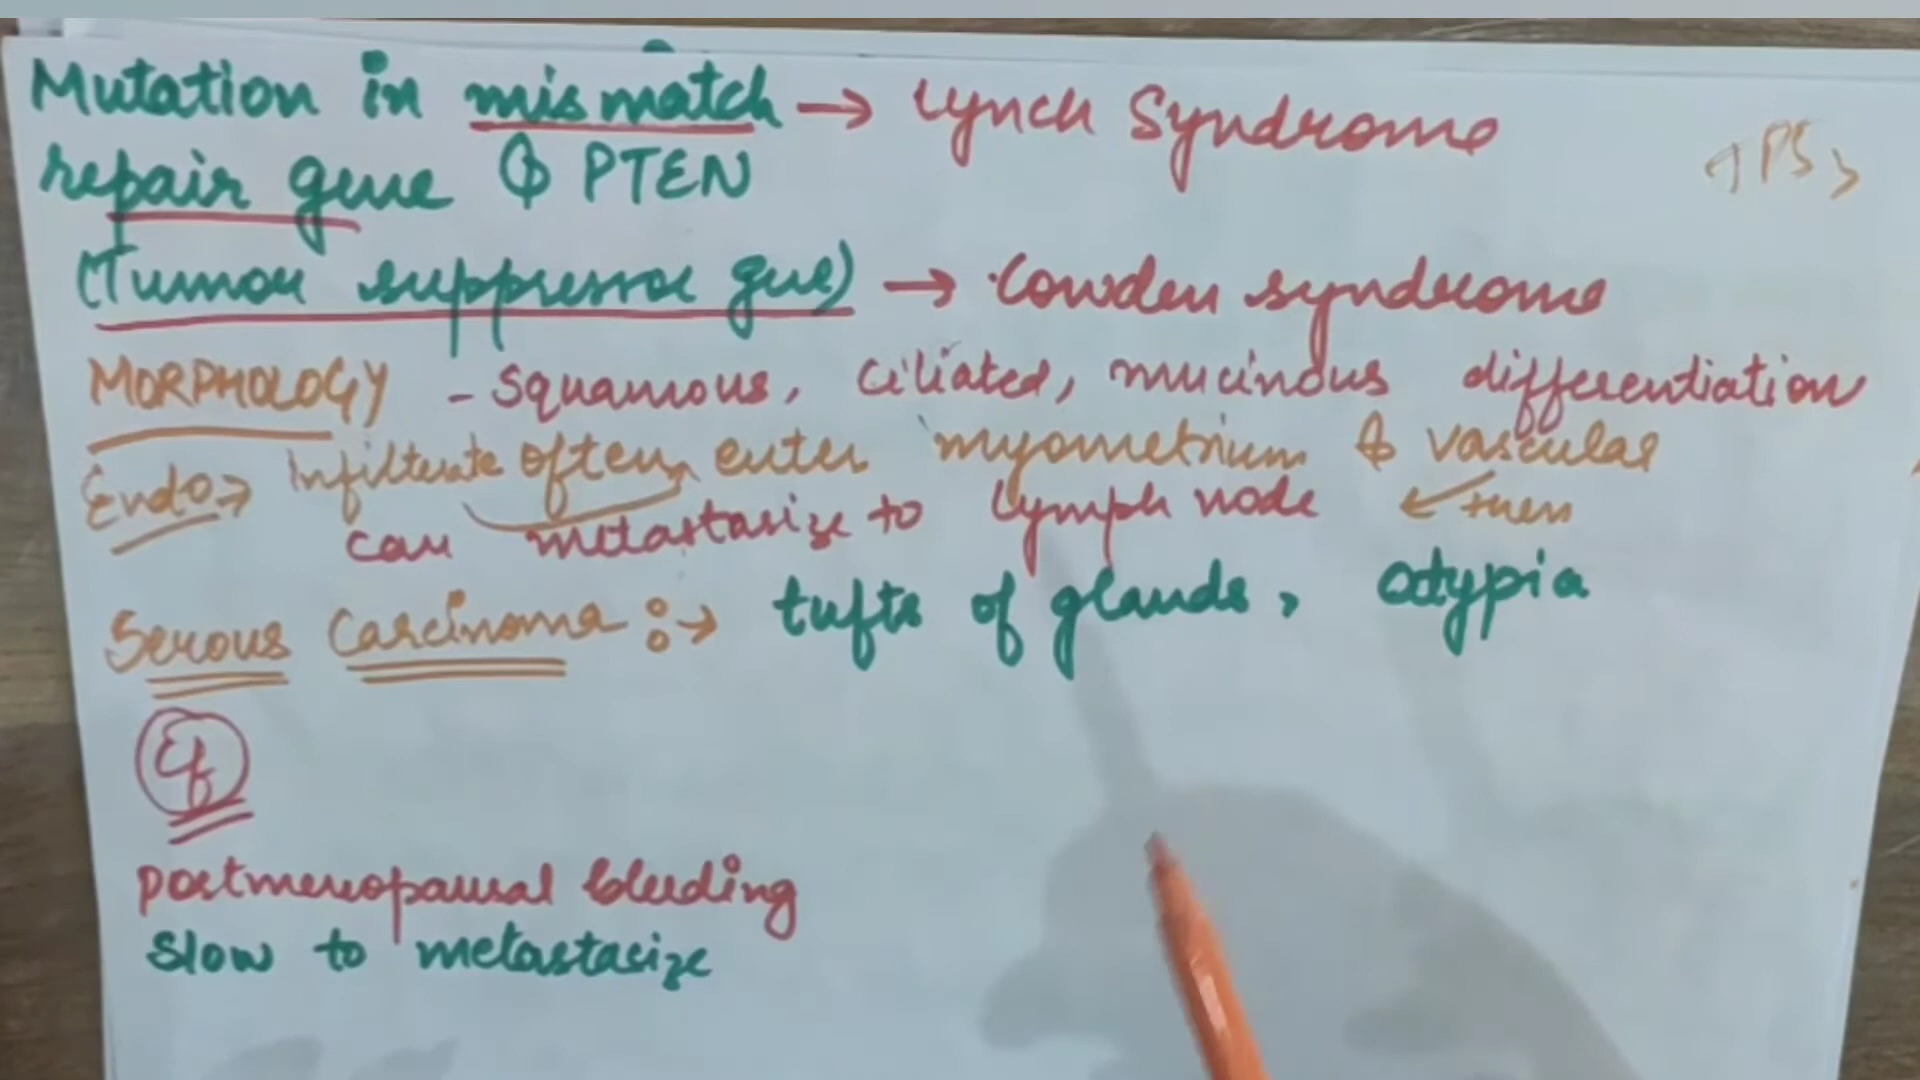 Mutation in mismatch → Lynch Syndrome
repair gene & PTEN
< PS >
(Tumour suppressor gene) → Cowden syndrome
MORPHOLOGY - Squamous, Ciliated, mucinous differentiation
Endo → Infiltrate often, enter myometrium & vascular
can metastasize to lymph node ← then
Serous Carcinoma :→ tufts of glands, atypia
Cf
postmenopausal bleeding
Slow to metastasize